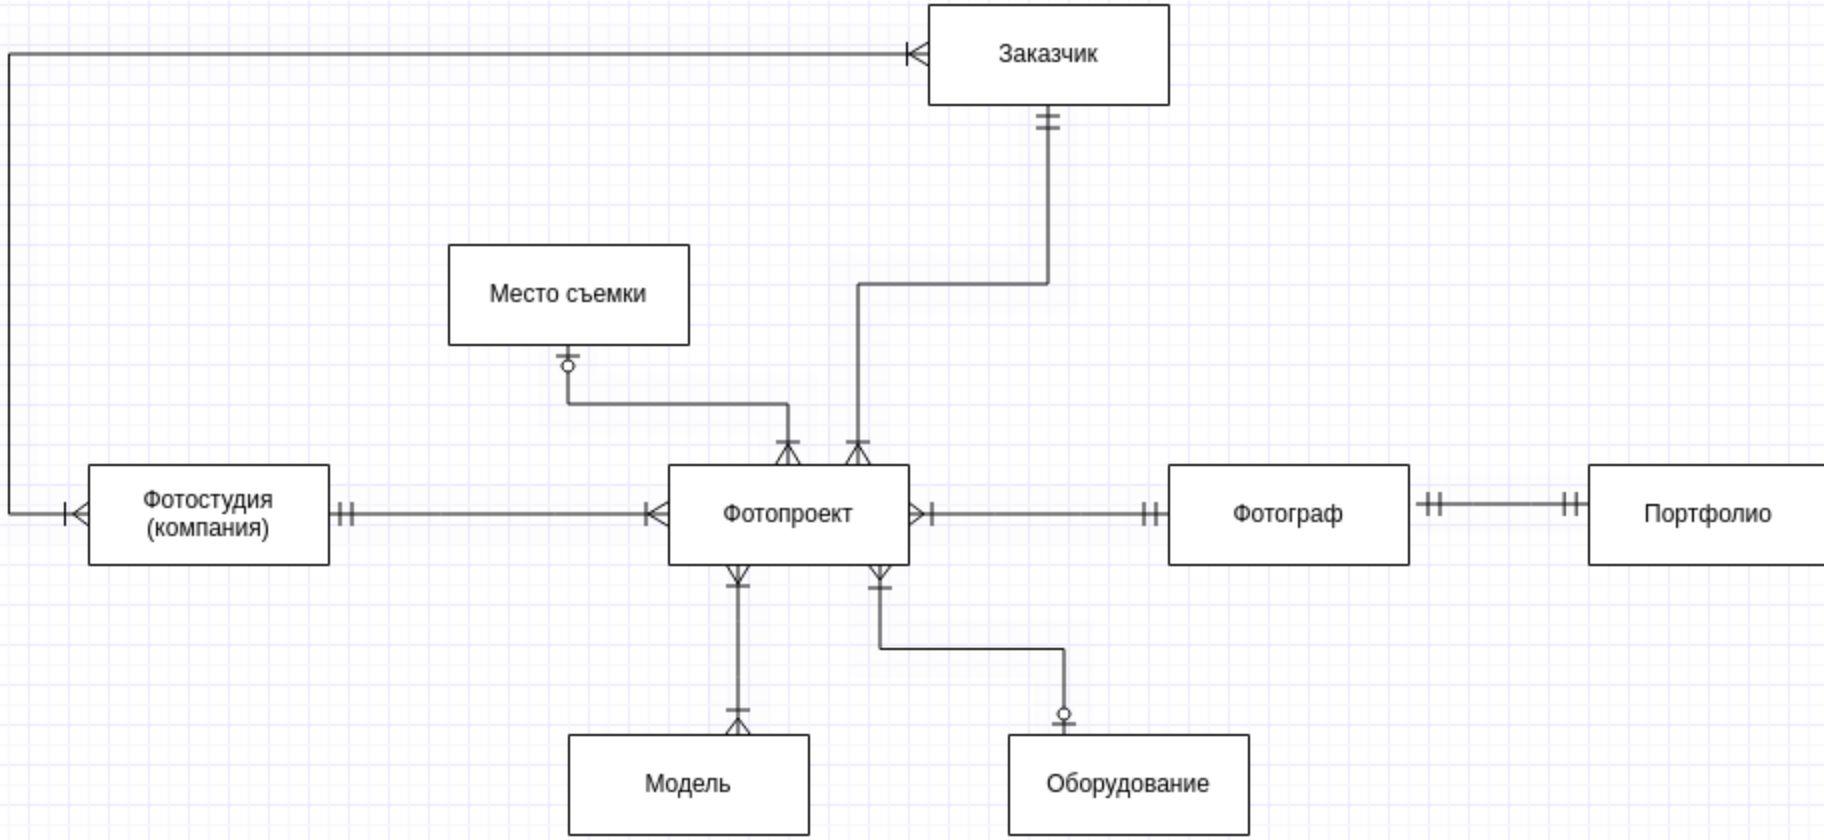 Заказчик
Место съемки
Фотостудия
(компания)
Фотопроект
Фотограф
Портфолио
Модель
Оборудование